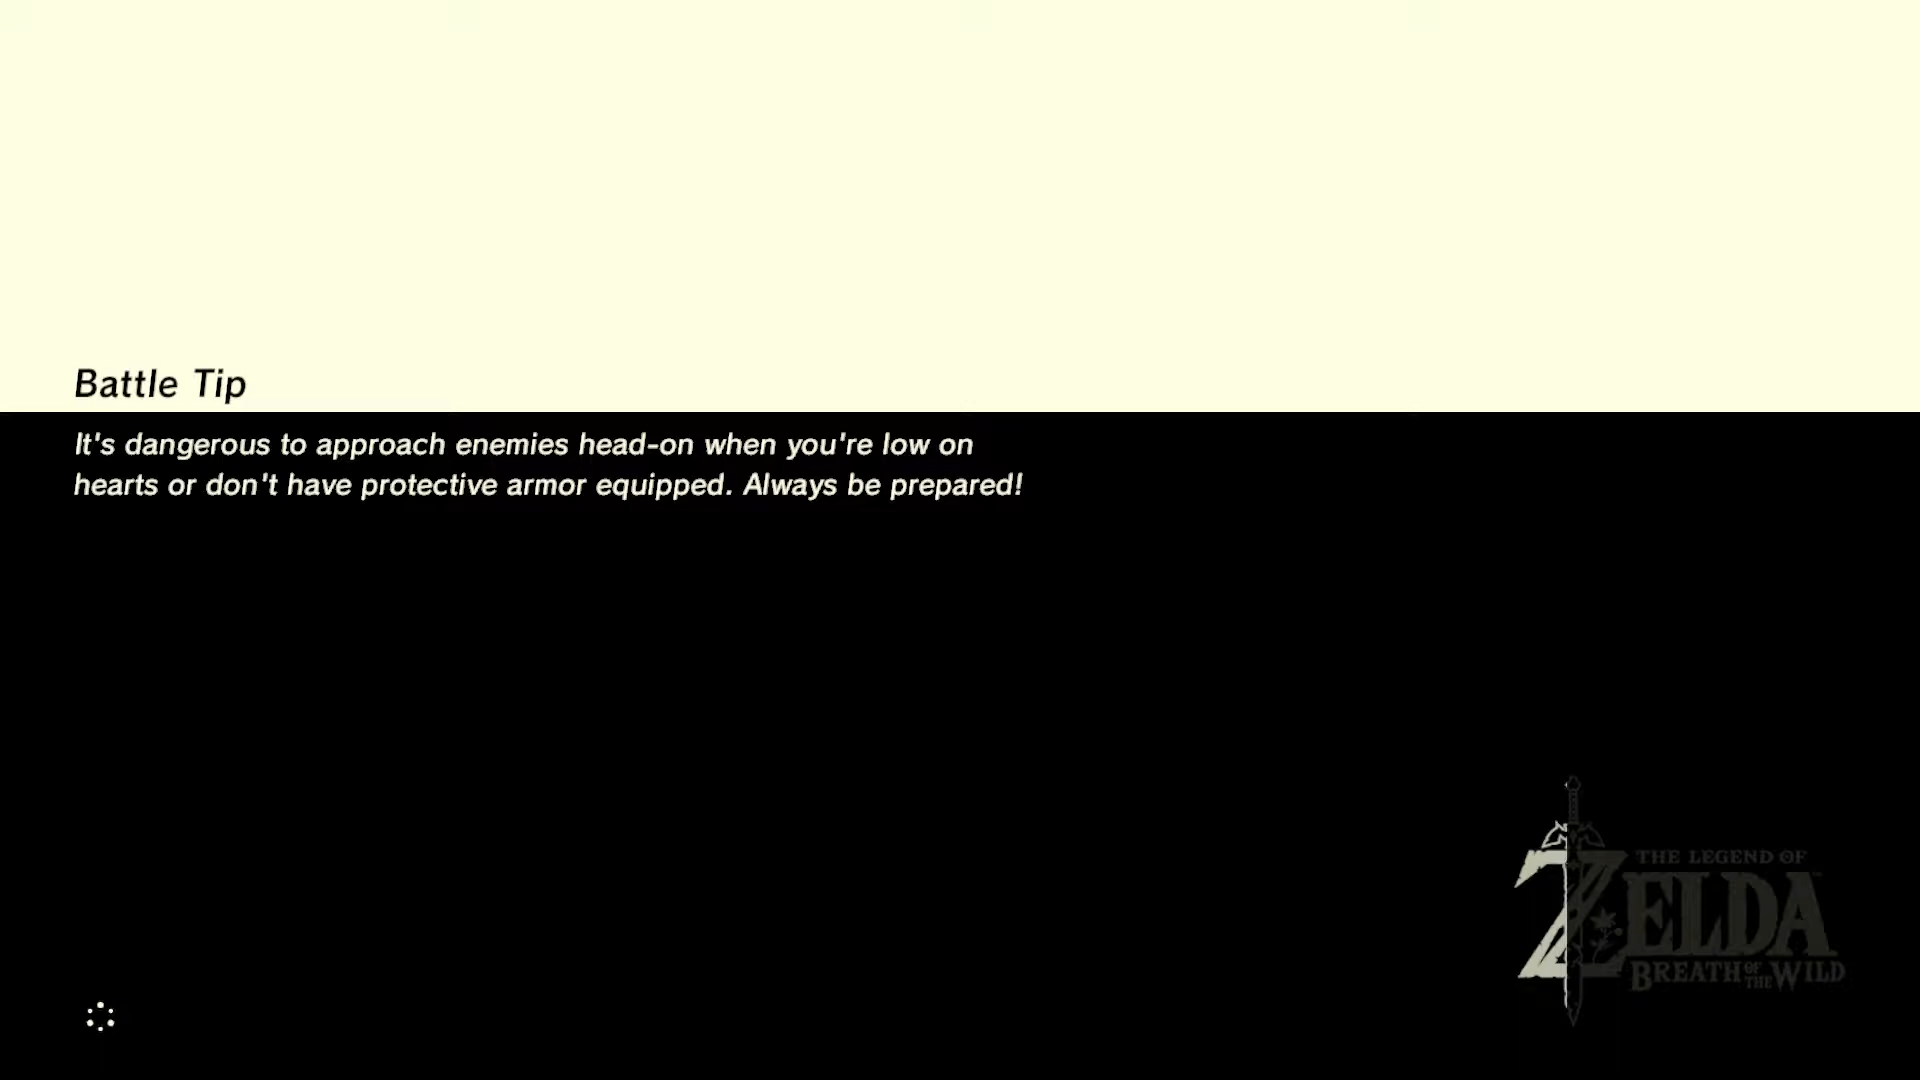 Battle Tip
It's dangerous to approach enemies head-on when you're low on
hearts or don't have protective armor equipped. Always be prepared!
THE LEGEND OF
ZELDA
BREATH OF THE WILD